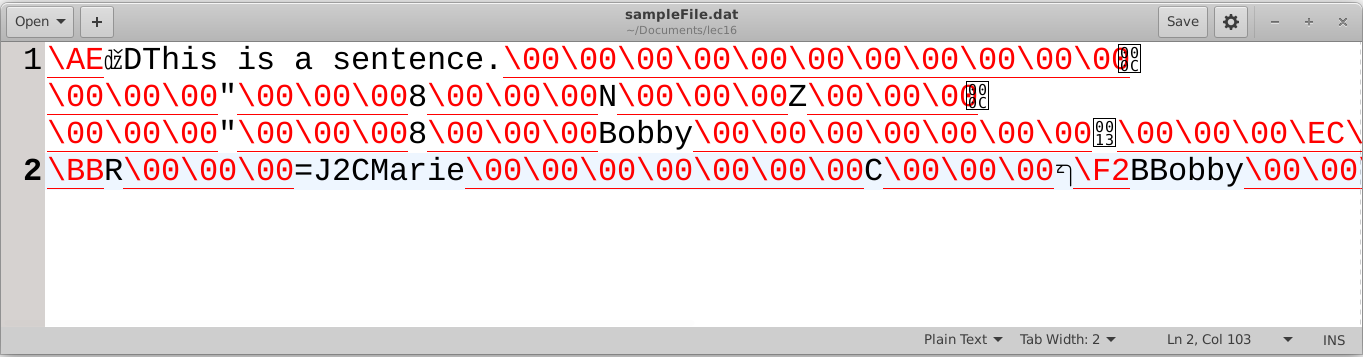 Open
+
sampleFile.dat
~/Documents/lec16
Save
1 \AEǆDThis is a sentence.\00\00\00\00\00\00\00\00\00\00\00 000C
\00\00\00"\00\00\008\00\00\00N\00\00\00Z\00\00\00 000C
\00\00\00"\00\00\008\00\00\00Bobby\00\00\00\00\00\00\00 0013 \00\00\00\EC\
2 \BBR\00\00\00=J2CMarie\00\00\00\00\00\00\00C\00\00\00 \F2BBobby\00\00
Plain Text
Tab Width: 2
Ln 2, Col 103
INS